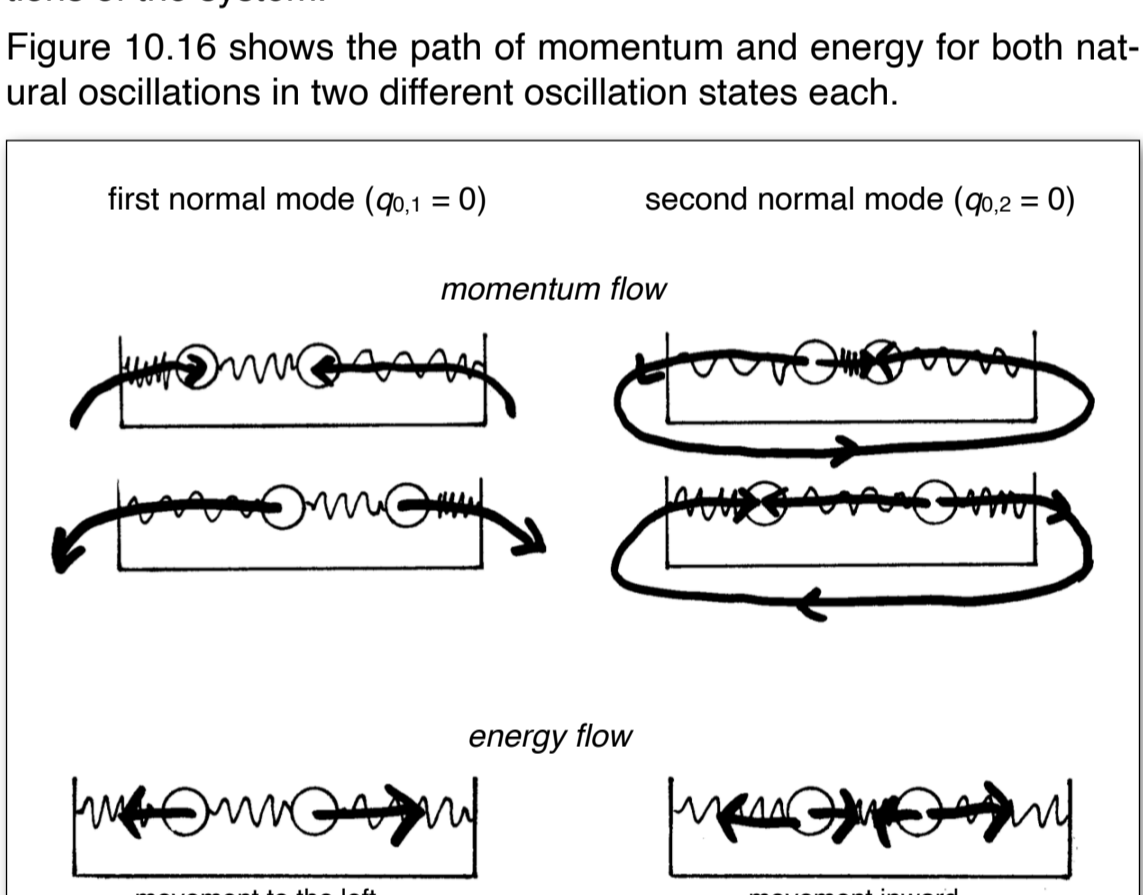 Figure 10.16 shows the path of momentum and energy for both nat-
ural oscillations in two different oscillation states each.
first normal mode (q0,1 = 0)
second normal mode (q0,2 = 0)
momentum flow
energy flow